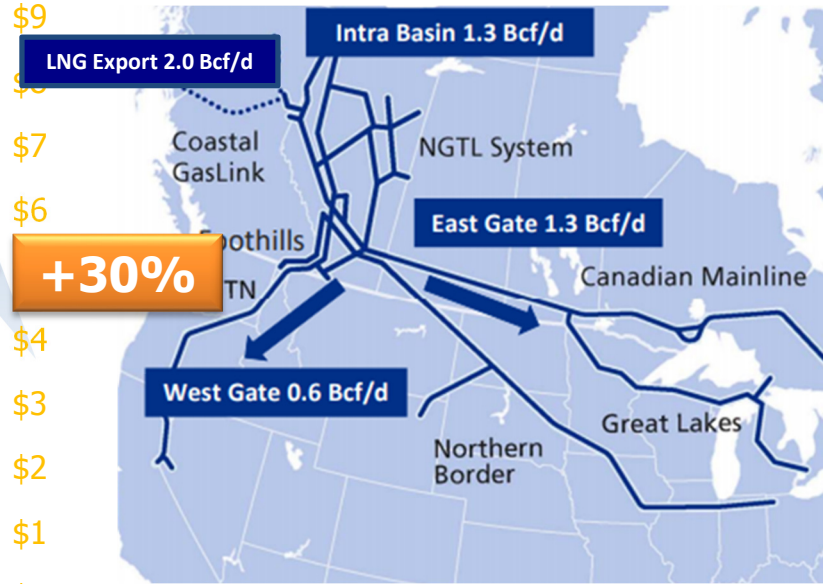 $9
Intra Basin 1.3 Bcf/d
LNG Export 2.0 Bcf/d
$7
Coastal
GasLink
NGTL System
$6
East Gate 1.3 Bcf/d
oothills
+30%
TN
Canadian Mainline
$4
West Gate 0.6 Bcf/d
$3
Great Lakes
Northern
Border
$2
$1